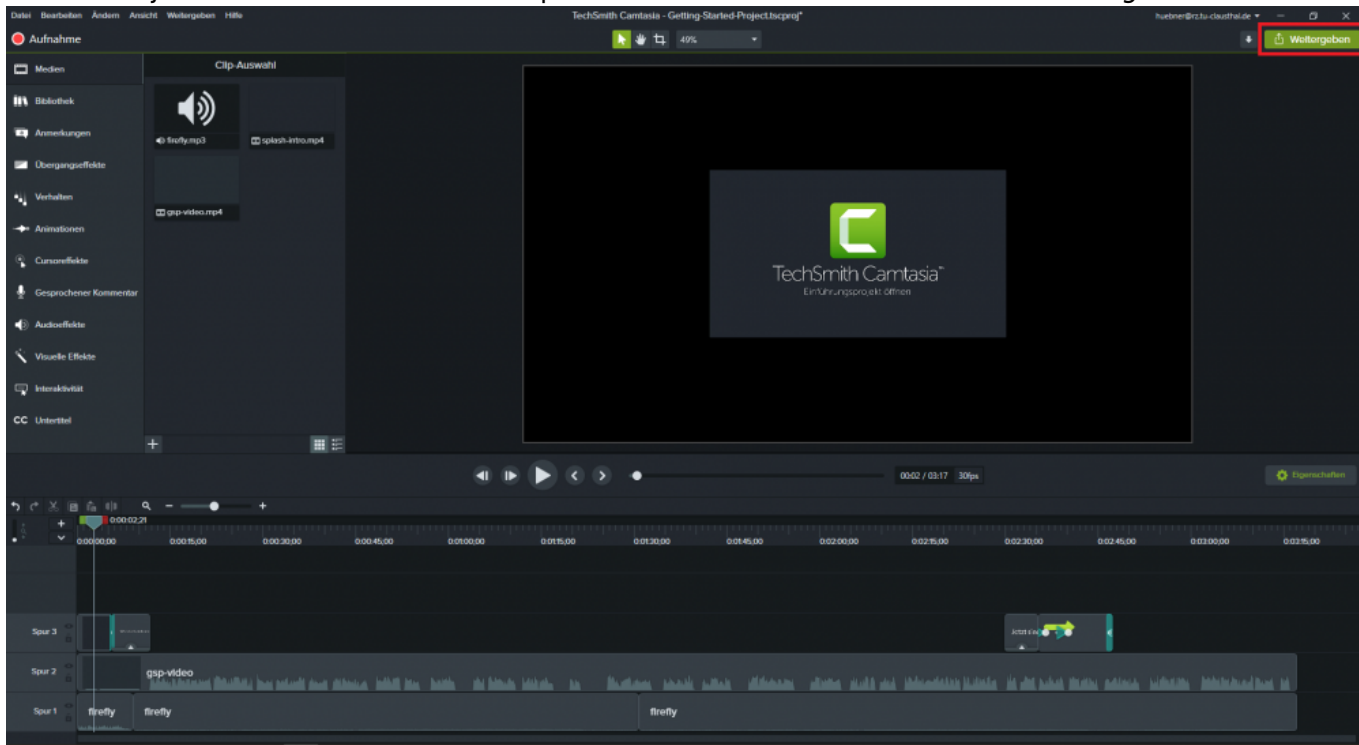 Datei Bearbeiten Ändern Ansicht Weitergeben Hilfe
TechSmith Camtasia - Getting-Started-Project.tscproj*
huebner@rz.tu-clausthal.de
Aufnahme
49%
Weitergeben
Medien
Clip-Auswahl
Bibliothek
Anmerkungen
firefly.mp3
splash-intro.mp4
Übergangseffekte
Verhalten
gsp-video.mp4
Animationen
Cursoreffekte
TechSmith Camtasia™
Einführungsprojekt öffnen
Gesprochener Kommentar
Audioeffekte
Visuelle Effekte
Interaktivität
CC Untertitel
00:02 / 03:17 30fps
Eigenschaften
0:00:02;21
0:00:00;00 0:00:15;00 0:00:30;00 0:00:45;00 0:01:00;00 0:01:15;00 0:01:30;00 0:01:45;00 0:02:00;00 0:02:15;00 0:02:30;00 0:02:45;00 0:03:00;00 0:03:15;00
Spur 3
Spur 2
gsp-video
Spur 1
firefly
firefly
firefly